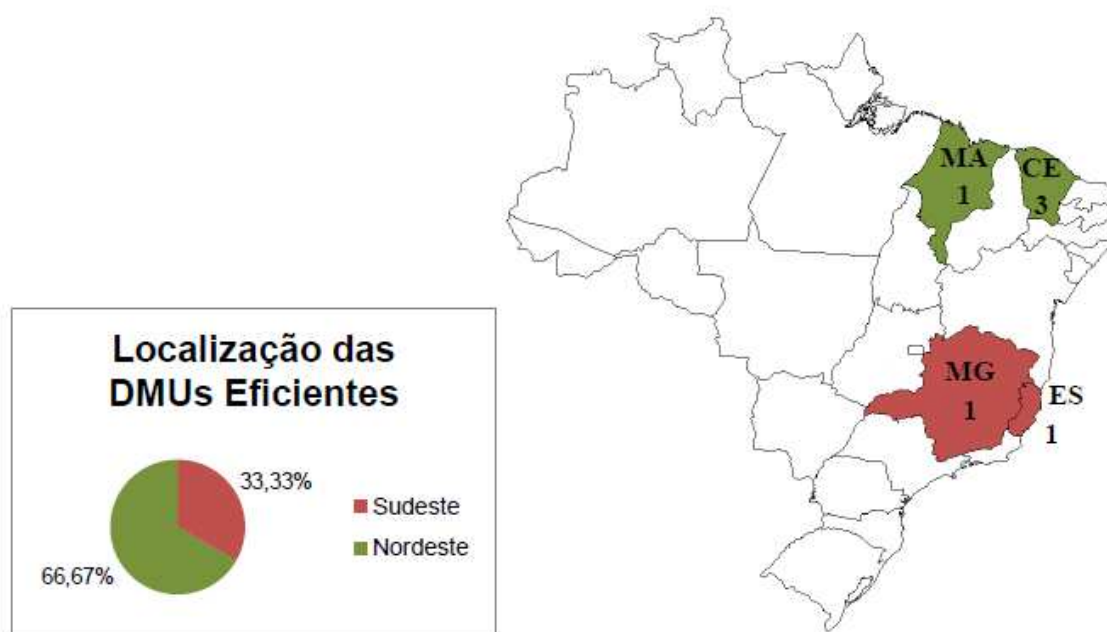 MA
1
CE
3
MG
1
ES
1
Localização das
DMUs Eficientes
33,33%
66,67%
Sudeste
Nordeste